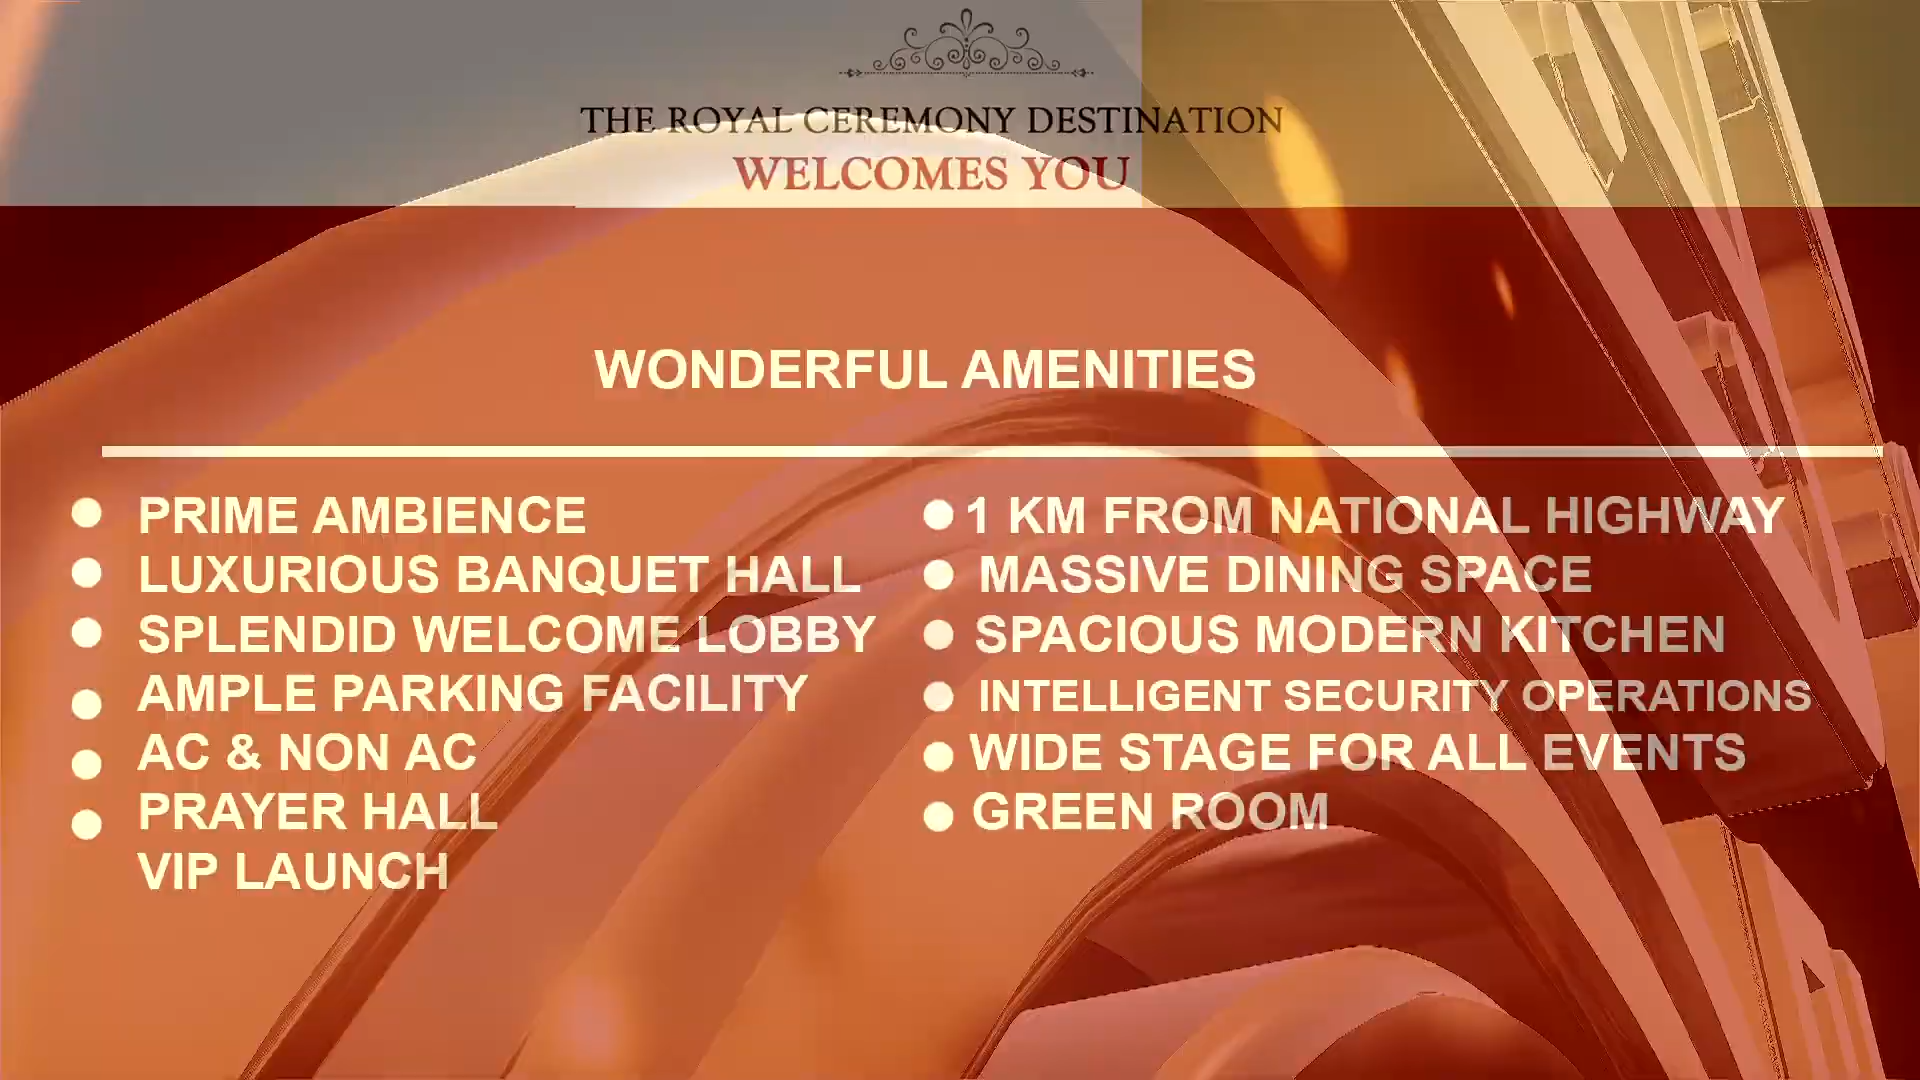 THE ROYAL CEREMONY DESTINATION
WELCOMES YOU
WONDERFUL AMENITIES
PRIME AMBIENCE
LUXURIOUS BANQUET HALL
SPLENDID WELCOME LOBBY
AMPLE PARKING FACILITY
AC & NON AC
PRAYER HALL
VIP LAUNCH
1 KM FROM NATIONAL HIGHWAY
MASSIVE DINING SPACE
SPACIOUS MODERN KITCHEN
INTELLIGENT SECURITY OPERATIONS
WIDE STAGE FOR ALL EVENTS
GREEN ROOM